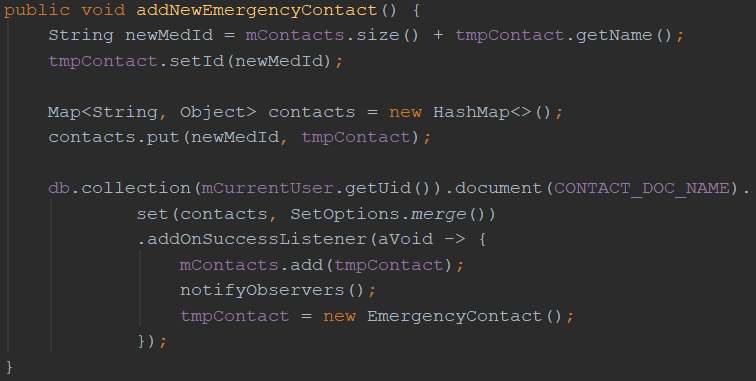 public void addNewEmergencyContact() {
String newMedId = mContacts.size() + tmpContact.getName();
tmpContact.setId(newMedId);
Map<String, Object> contacts = new HashMap<>();
contacts.put(newMedId, tmpContact);
db.collection(mCurrentUser.getUid()).document(CONTACT_DOC_NAME).
set(contacts, SetOptions.merge())
.addOnSuccessListener(aVoid -> {
mContacts.add(tmpContact);
notifyObservers();
tmpContact = new EmergencyContact();
});
}